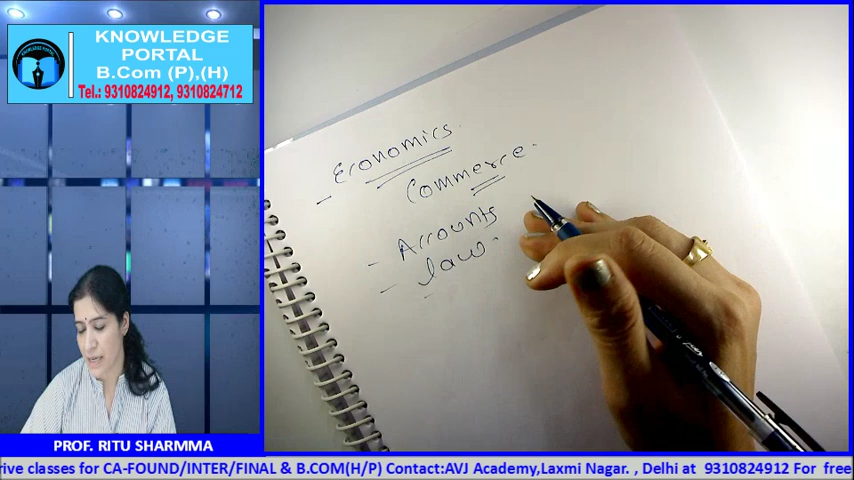 KNOWLEDGE
PORTAL
B.Com (P),(H)
Tel.: 9310824912, 9310824712
Economics
Commerce.
- Accounts
- law.
PROF. RITU SHARMMA
rive classes for CA-FOUND/INTER/FINAL & B.COM(H/P) Contact:AVJ Academy,Laxmi Nagar. , Delhi at 9310824912 For free